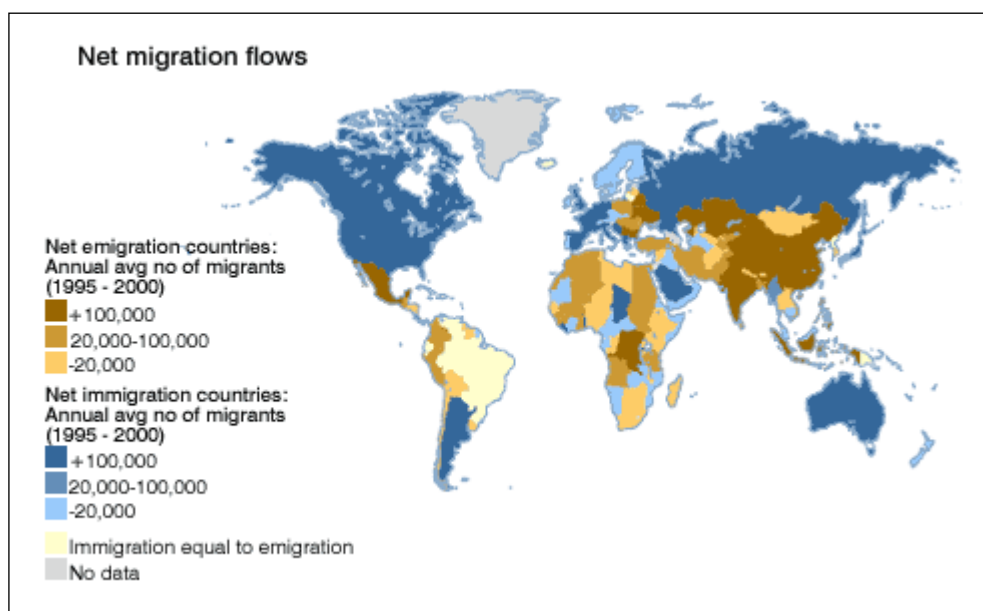 Net migration flows
Net emigration countries:
Annual avg no of migrants
(1995 - 2000)
+100,000
20,000-100,000
-20,000
Net immigration countries:
Annual avg no of migrants
(1995 - 2000)
+100,000
20,000-100,000
-20,000
Immigration equal to emigration
No data